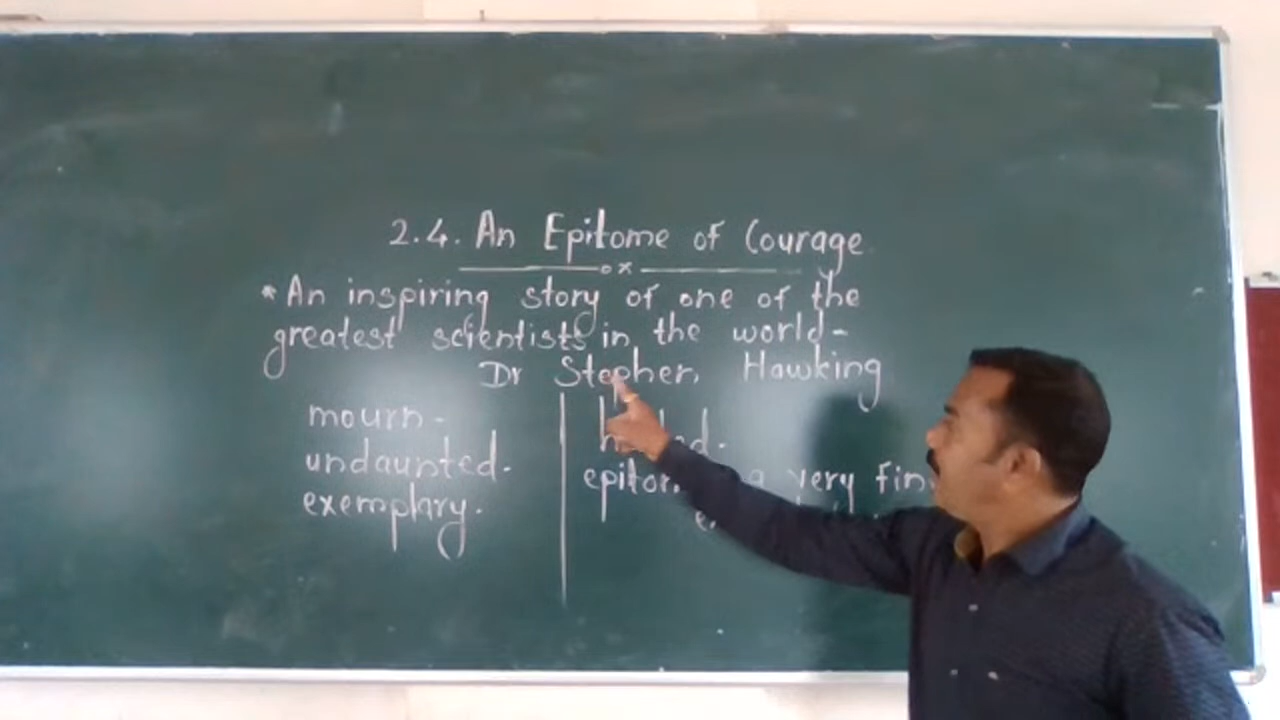 2.4. An Epitome of Courage
* An inspiring story of one of the
greatest scientists in the world-
Dr Stephen Hawking
mourn-
undaunted-
exemplary.
a very